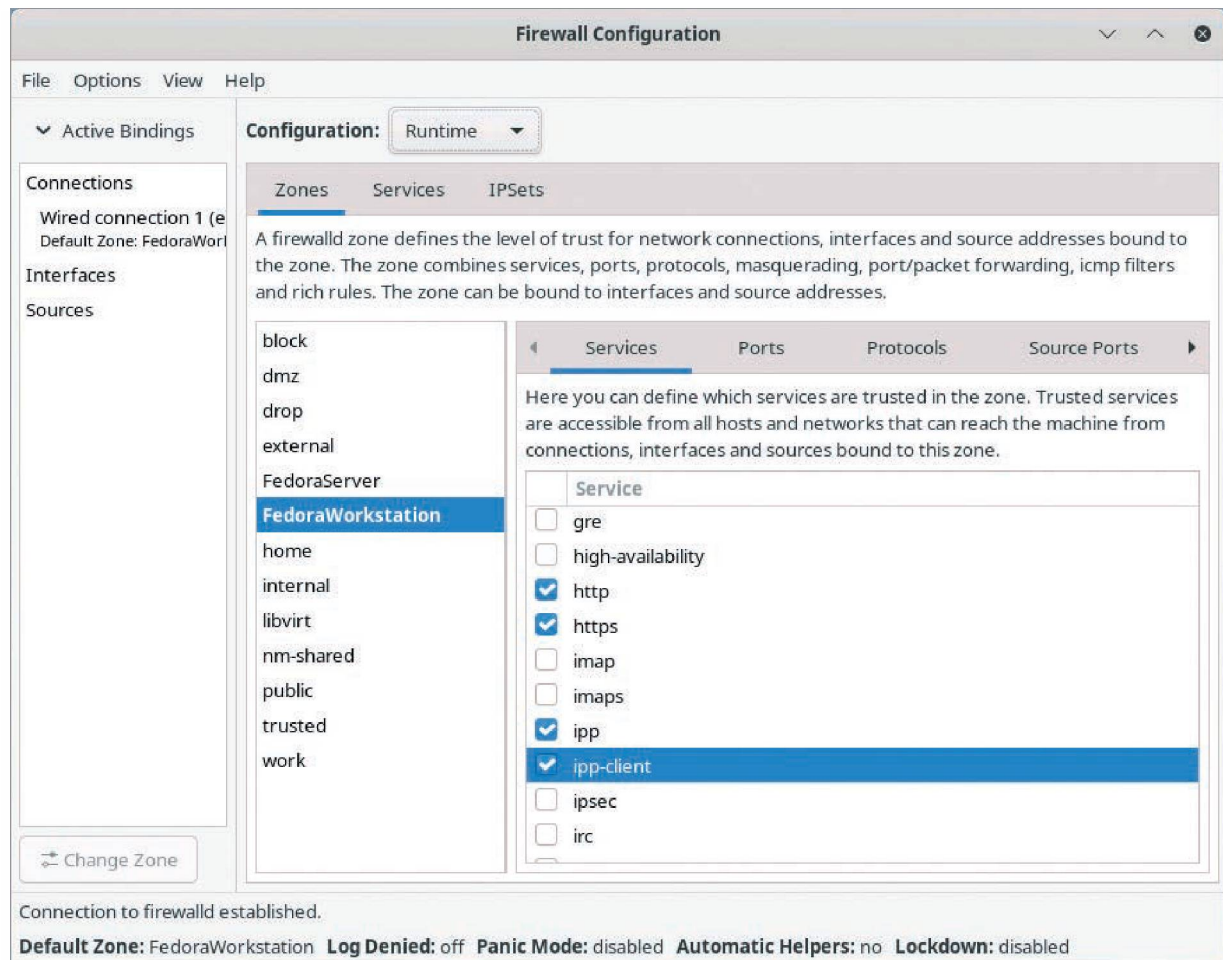 Firewall Configuration
File Options View Help
Active Bindings
Configuration: Runtime
Connections
Wired connection 1 (e
Default Zone: FedoraWorl
Interfaces
Sources
Change Zone
Zones Services IPSets
A firewalld zone defines the level of trust for network connections, interfaces and source addresses bound to
the zone. The zone combines services, ports, protocols, masquerading, port/packet forwarding, icmp filters
and rich rules. The zone can be bound to interfaces and source addresses.
block
dmz
drop
external
FedoraServer
FedoraWorkstation
home
internal
libvirt
nm-shared
public
trusted
work
Services Ports Protocols Source Ports
Here you can define which services are trusted in the zone. Trusted services
are accessible from all hosts and networks that can reach the machine from
connections, interfaces and sources bound to this zone.
Service
gre
high-availability
http
https
imap
imaps
ipp
ipp-client
ipsec
irc
Connection to firewalld established.
Default Zone: FedoraWorkstation Log Denied: off Panic Mode: disabled Automatic Helpers: no Lockdown: disabled